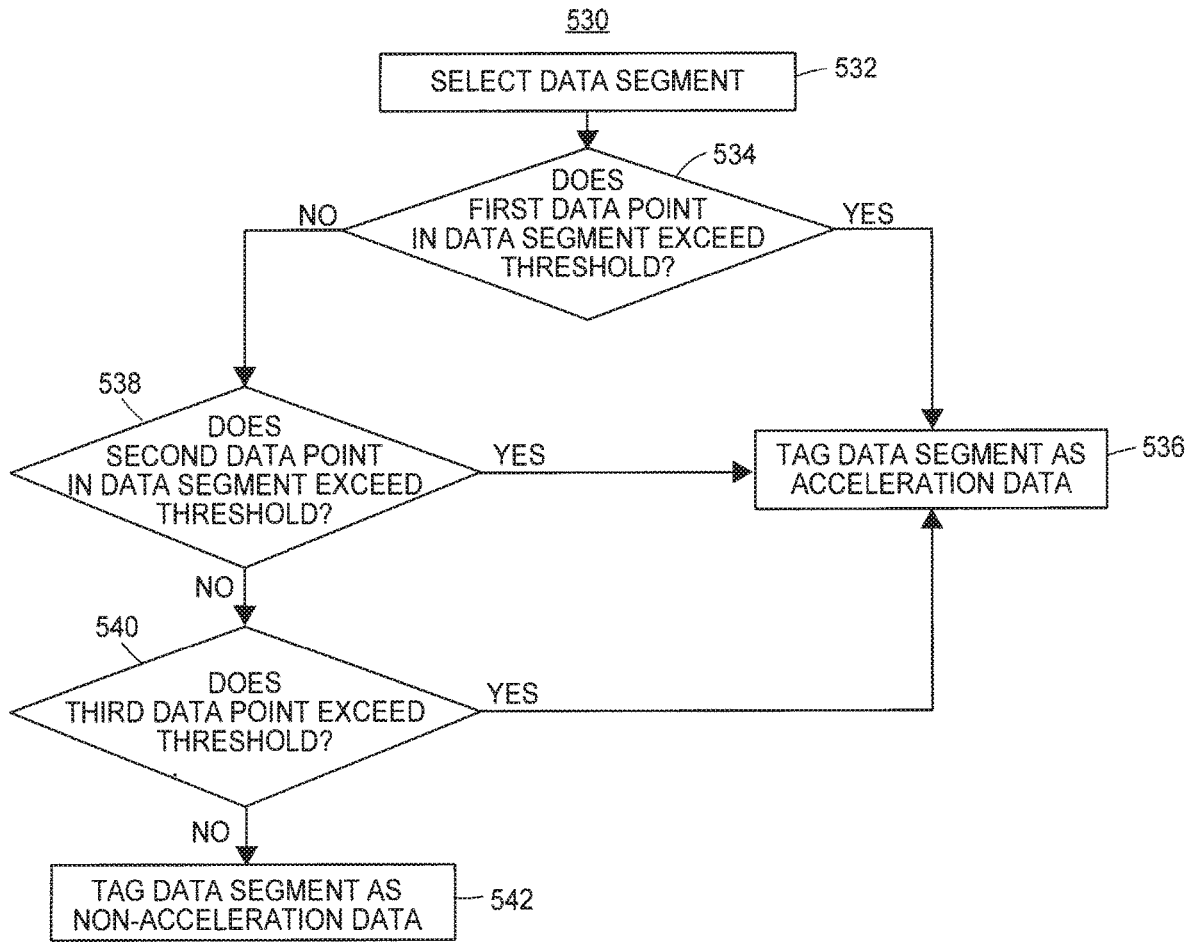 530
SELECT DATA SEGMENT
532
534
DOES
FIRST DATA POINT
IN DATA SEGMENT EXCEED
THRESHOLD?
NO
YES
538
DOES
SECOND DATA POINT
IN DATA SEGMENT EXCEED
THRESHOLD?
YES
TAG DATA SEGMENT AS
ACCELERATION DATA
536
NO
540
DOES
THIRD DATA POINT EXCEED
THRESHOLD?
YES
NO
TAG DATA SEGMENT AS
NON-ACCELERATION DATA
542